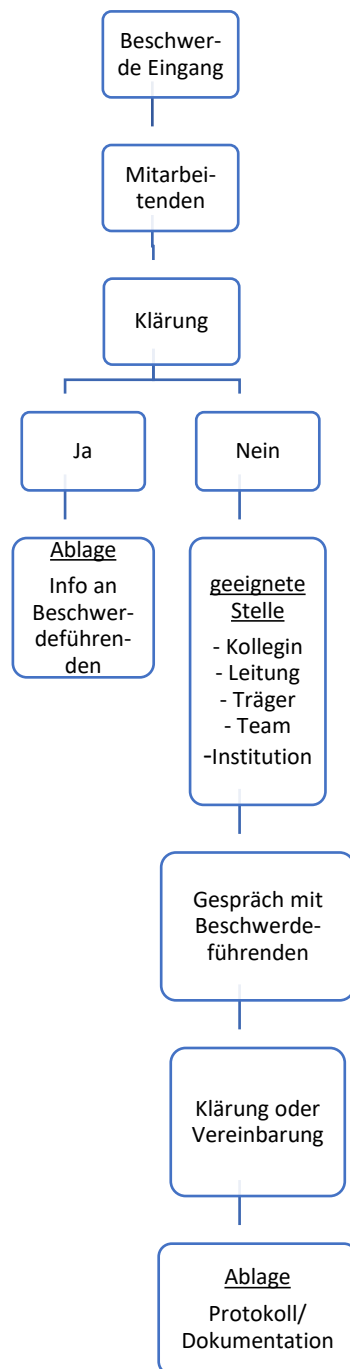 Beschwer-
de Eingang
Mitarbei-
tenden
Klärung
Ja
Nein
Ablage
Info an
Beschwer-
deführen-
den
geeignete
Stelle
- Kollegin
- Leitung
- Träger
- Team
-Institution
Gespräch mit
Beschwerde-
führenden
Klärung oder
Vereinbarung
Ablage
Protokoll/
Dokumentation